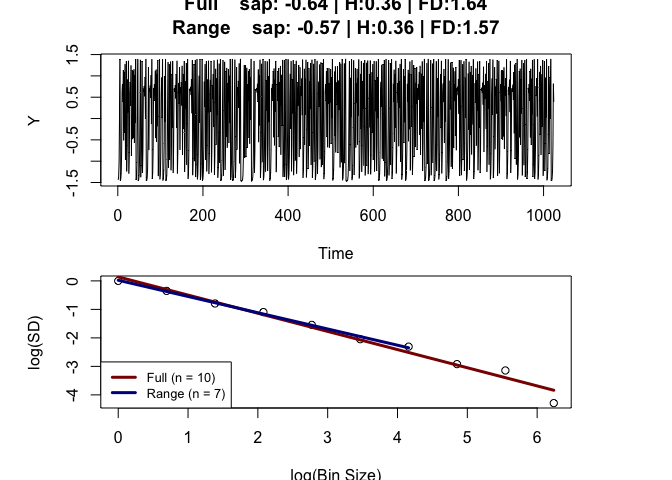 Full sap: -0.64 | H:0.36 | FD:1.64
Range sap: -0.57 | H:0.36 | FD:1.57
1.5
0.5
-0.5
-1.5
Y
0 200 400 600 800 1000
Time
0
-1
-2
-3
-4
log(SD)
Full (n = 10)
Range (n = 7)
0 1 2 3 4 5 6
log(Bin Size)